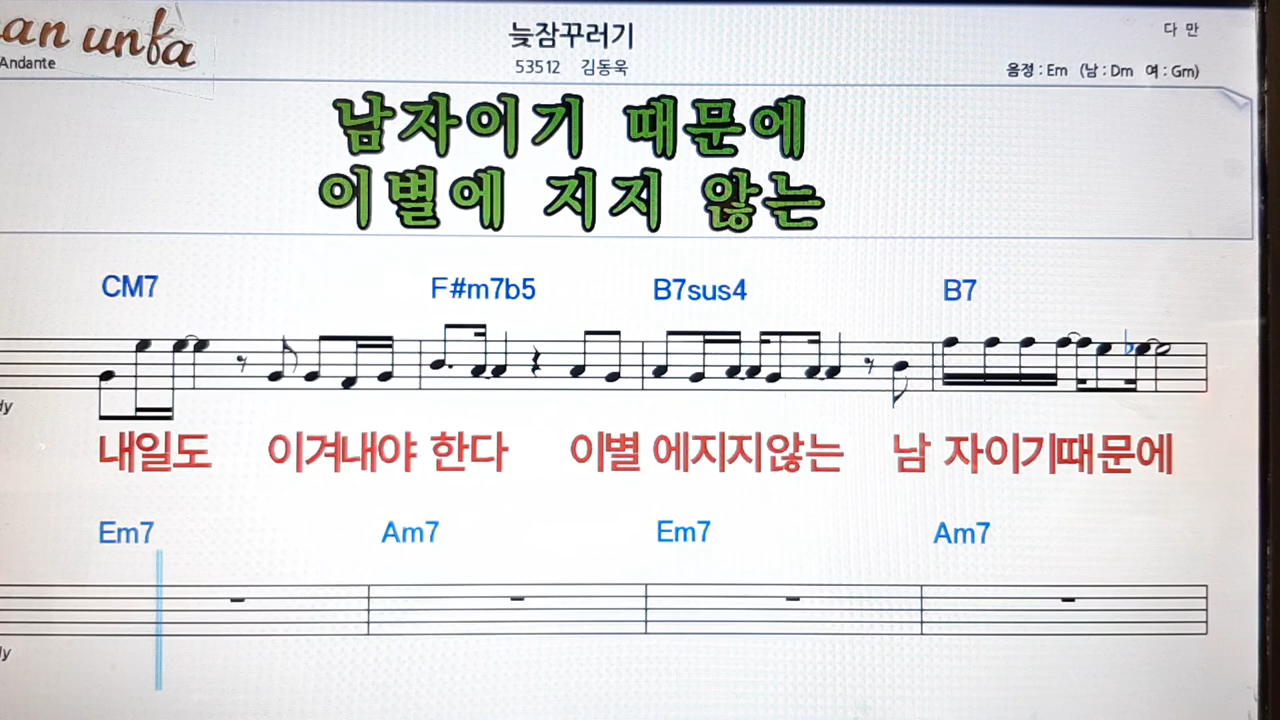 늦잠꾸러기
다 만
Andante
53512 김동욱
음정 : Em (남 : Dm 여 : Gm)
남자이기 때문에
이별에 지지 않는
CM7 F#m7b5 B7sus4 B7
내일도 이겨내야 한다 이별 에지지않는 남 자이기때문에
Em7 Am7 Em7 Am7